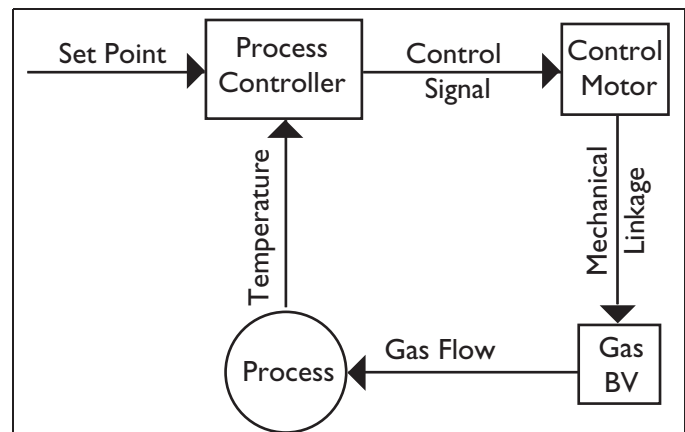 Set Point
Process
Controller
Control
Signal
Control
Motor
Temperature
Mechanical
Linkage
Process
Gas Flow
Gas
BV